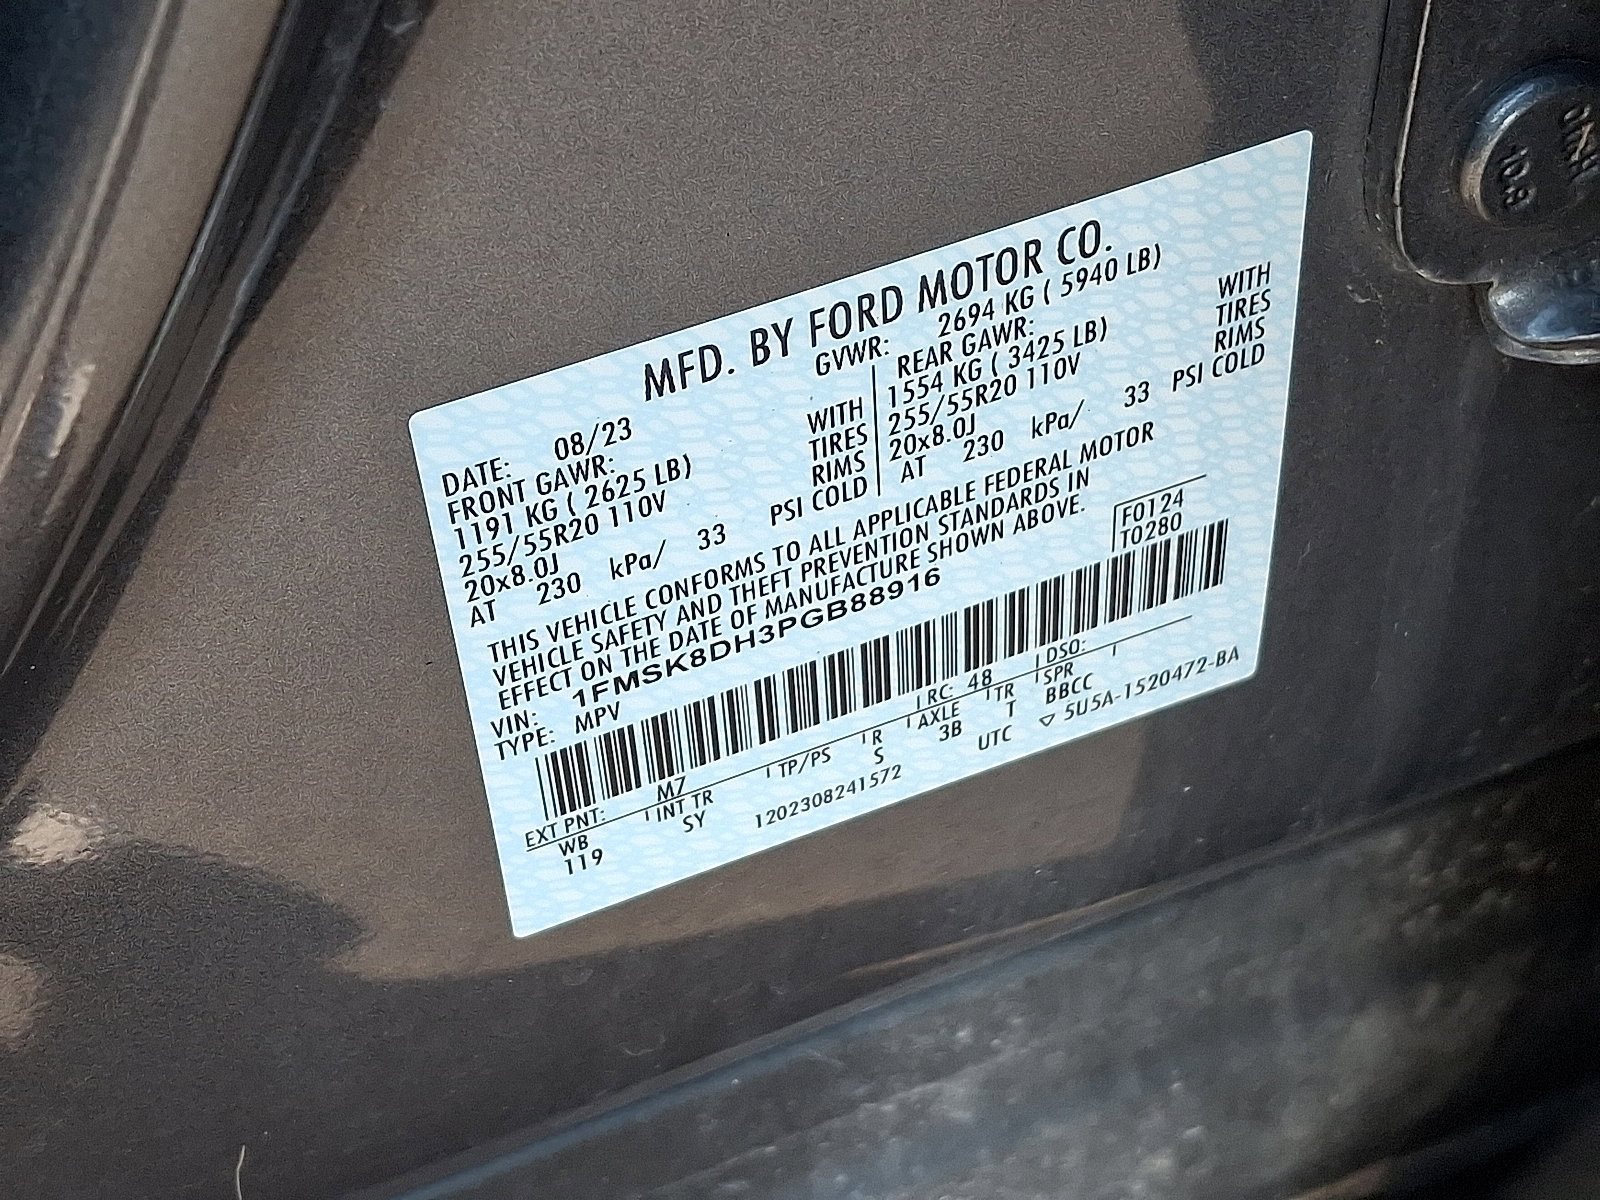 MFD. BY FORD MOTOR CO.
DATE: 08/23 GVWR: 2694 KG ( 5940 LB)
FRONT GAWR:
1191 KG ( 2625 LB) WITH
255/55R20 110V TIRES
20x8.0J RIMS
AT 230 kPa/ 33 PSI COLD
REAR GAWR:
1554 KG ( 3425 LB) WITH
255/55R20 110V TIRES
20x8.0J RIMS
AT 230 kPa/ 33 PSI COLD
THIS VEHICLE CONFORMS TO ALL APPLICABLE FEDERAL MOTOR
VEHICLE SAFETY AND THEFT PREVENTION STANDARDS IN
EFFECT ON THE DATE OF MANUFACTURE SHOWN ABOVE.
VIN: 1FMSK8DH3PGB88916
TYPE: MPV
F0124
T0280
EXT PNT: M7 RC: 48 DSO:
WB INT TR TP/PS R AXLE TR SPR
119 SY S 3B T BBCC
1202308241572 UTC ▽ 5U5A-1520472-BA
10.8